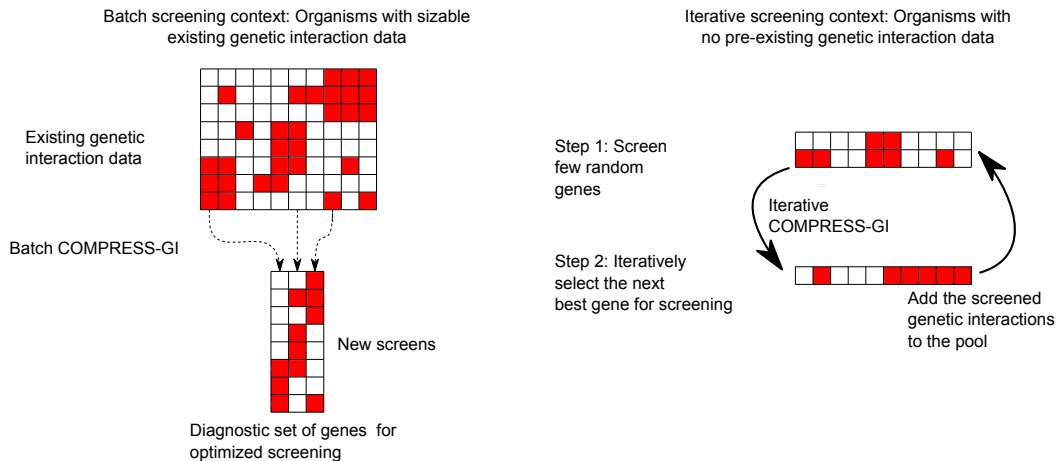 Batch screening context: Organisms with sizable
existing genetic interaction data
Existing genetic
interaction data
Batch COMPRESS-GI
New screens
Diagnostic set of genes for
optimized screening
Iterative screening context: Organisms with
no pre-existing genetic interaction data
Step 1: Screen
few random
genes
Iterative
COMPRESS-GI
Step 2: Iteratively
select the next
best gene for screening
Add the screened
genetic interactions
to the pool